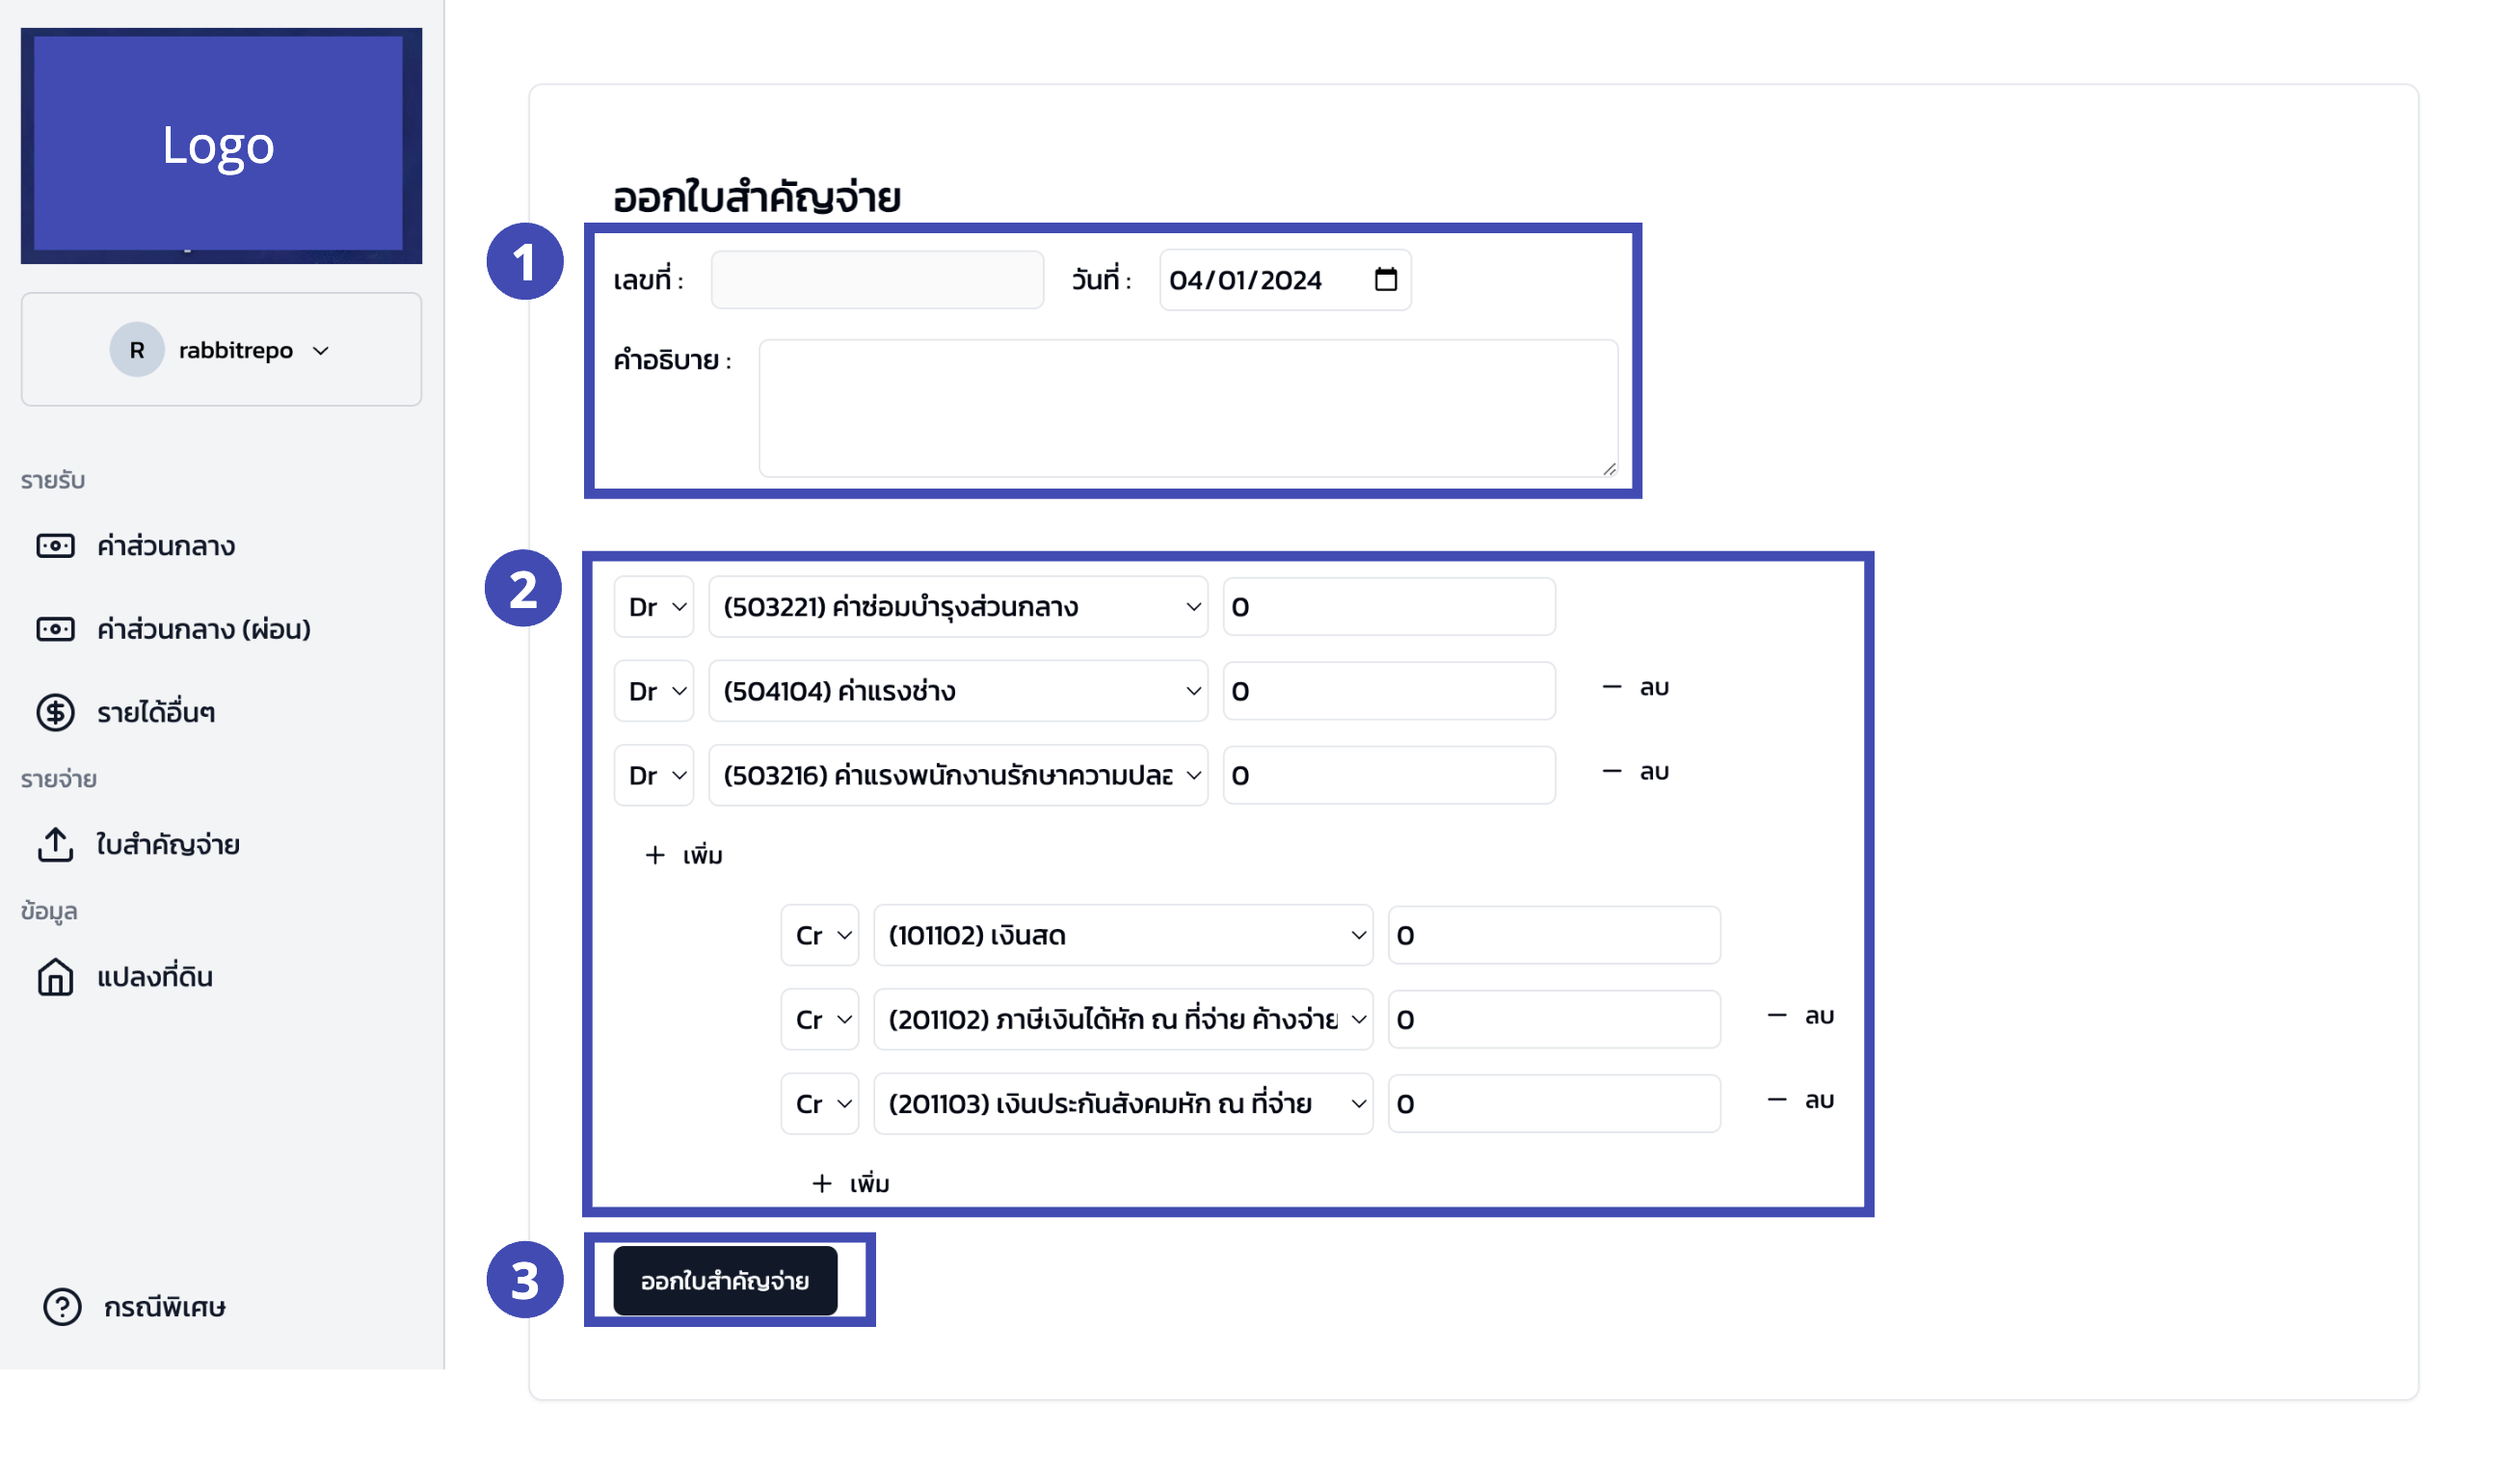 Logo
R rabbitrepo
รายรับ
ค่าส่วนกลาง
ค่าส่วนกลาง (ผ่อน)
รายได้อื่นๆ
รายจ่าย
ใบสำคัญจ่าย
ข้อมูล
แปลงที่ดิน
กรณีพิเศษ
ออกใบสำคัญจ่าย
1
เลขที่ : วันที่ : 04/01/2024
คำอธิบาย :
2
Dr (503221) ค่าซ่อมบำรุงส่วนกลาง 0
Dr (504104) ค่าแรงช่าง 0 — ลบ
Dr (503216) ค่าแรงพนักงานรักษาความปลอ 0 — ลบ
+ เพิ่ม
Cr (101102) เงินสด 0
Cr (201102) ภาษีเงินได้หัก ณ ที่จ่าย ค้างจ่าย 0 — ลบ
Cr (201103) เงินประกันสังคมหัก ณ ที่จ่าย 0 — ลบ
+ เพิ่ม
3
ออกใบสำคัญจ่าย